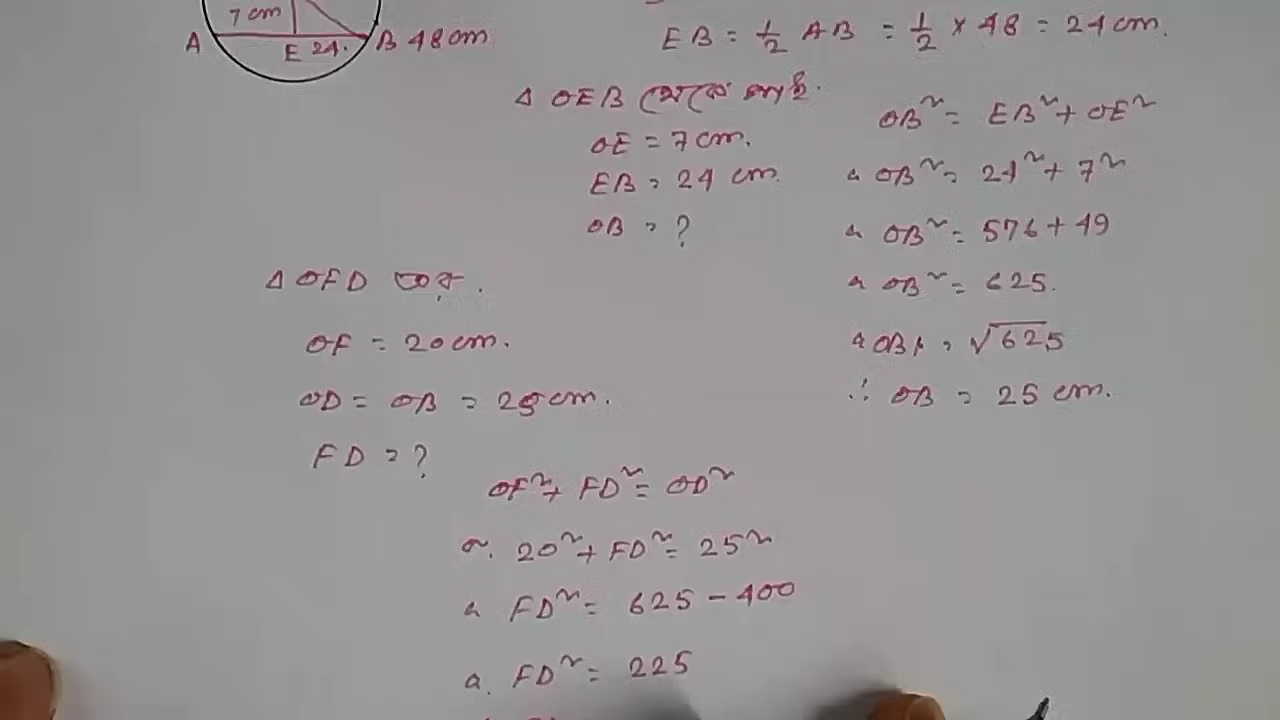 7 cm
A E 24. B 48 cm
EB = 1/2 AB = 1/2 × 48 = 24 cm.
Δ OEB থেকে পাই.
OE = 7 cm.
EB = 24 cm.
OB = ?
OB² = EB² + OE²
বা OB² = 24² + 7²
বা OB² = 576 + 49
বা OB² = 625.
বা OB = √625
∴ OB = 25 cm.
Δ OFD
OF = 20 cm.
OD = OB = 25 cm.
FD = ?
OF² + FD² = OD²
বা. 20² + FD² = 25²
বা FD² = 625 - 400
বা. FD² = 225